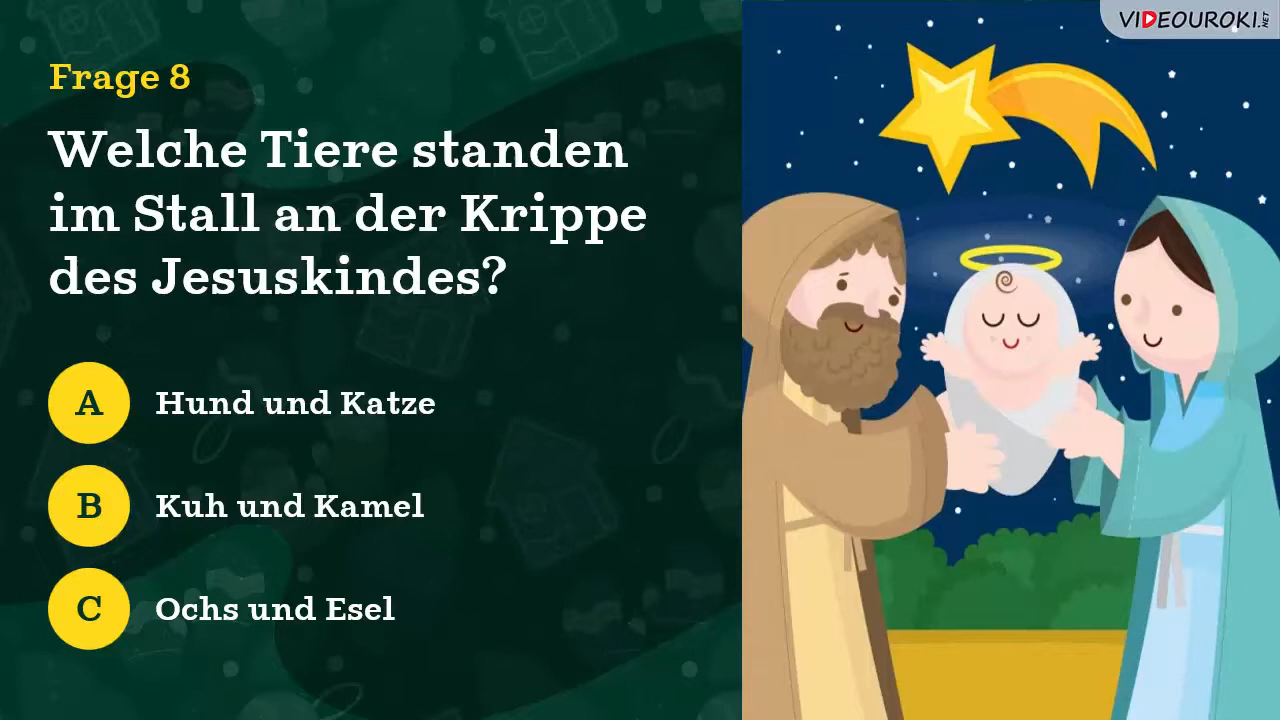 VIDEOUROKI.NET
Frage 8
Welche Tiere standen
im Stall an der Krippe
des Jesuskindes?
A Hund und Katze
B Kuh und Kamel
C Ochs und Esel